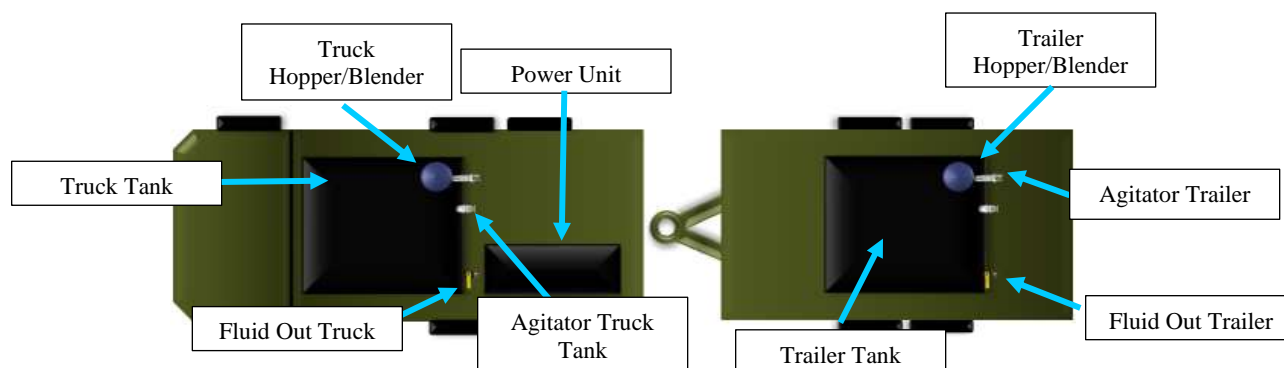 Truck
Hopper/Blender
Power Unit
Trailer
Hopper/Blender
Truck Tank
Agitator Trailer
Fluid Out Truck
Agitator Truck
Tank
Trailer Tank
Fluid Out Trailer